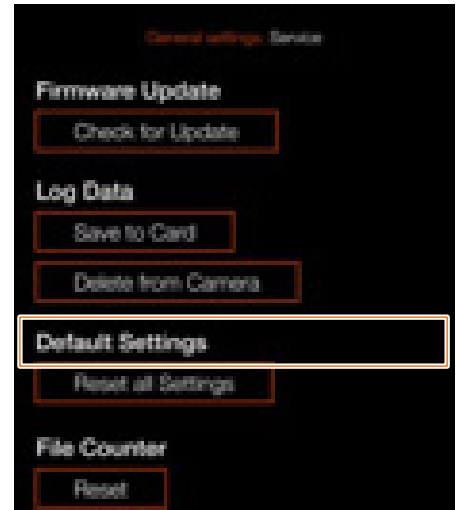 General settings: Service
Firmware Update
Check for Update
Log Data
Save to Card
Delete from Camera
Default Settings
Reset all Settings
File Counter
Reset